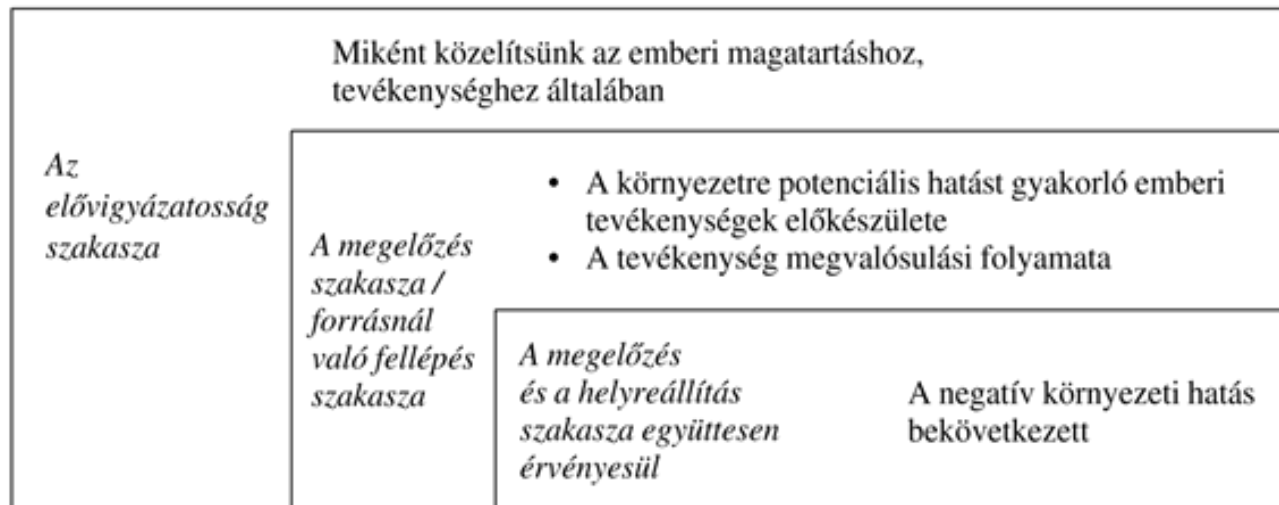 Miként közelítsünk az emberi magatartáshoz,
tevékenységhez általában
Az
elővigyázatosság
szakasza
• A környezetre potenciális hatást gyakorló emberi
tevékenységek előkészülete
• A tevékenység megvalósulási folyamata
A megelőzés
szakasza /
forrásnál
való fellépés
szakasza
A megelőzés
és a helyreállítás
szakasza együttesen
érvényesül
A negatív környezeti hatás
bekövetkezett